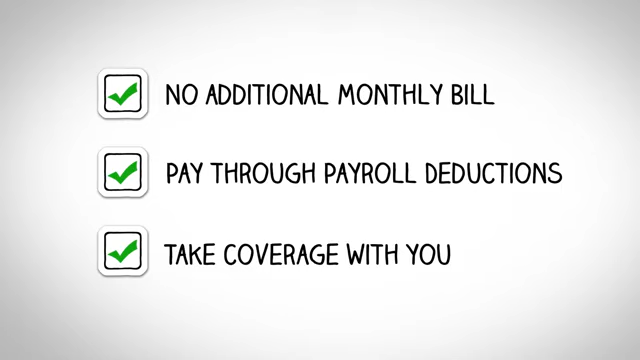 NO ADDITIONAL MONTHLY BILL
PAY THROUGH PAYROLL DEDUCTIONS
TAKE COVERAGE WITH YOU